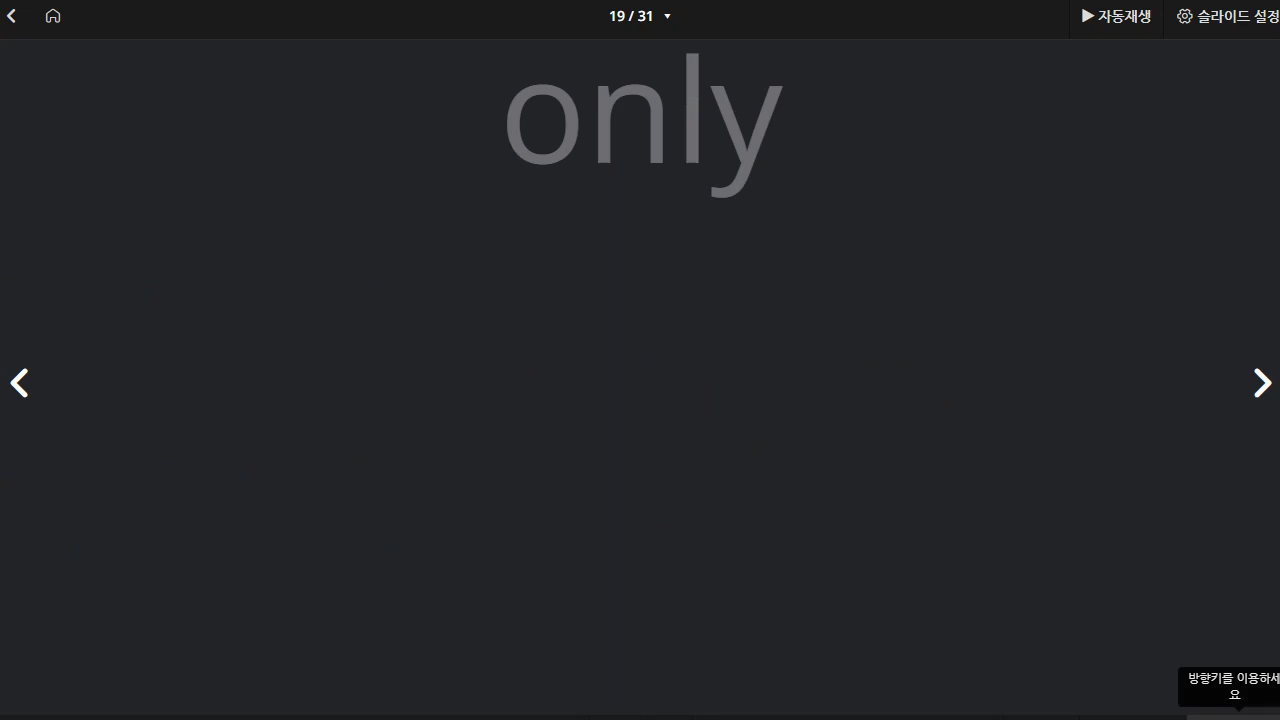 19 / 31
자동재생
슬라이드 설정
only
방향키를 이용하세
요